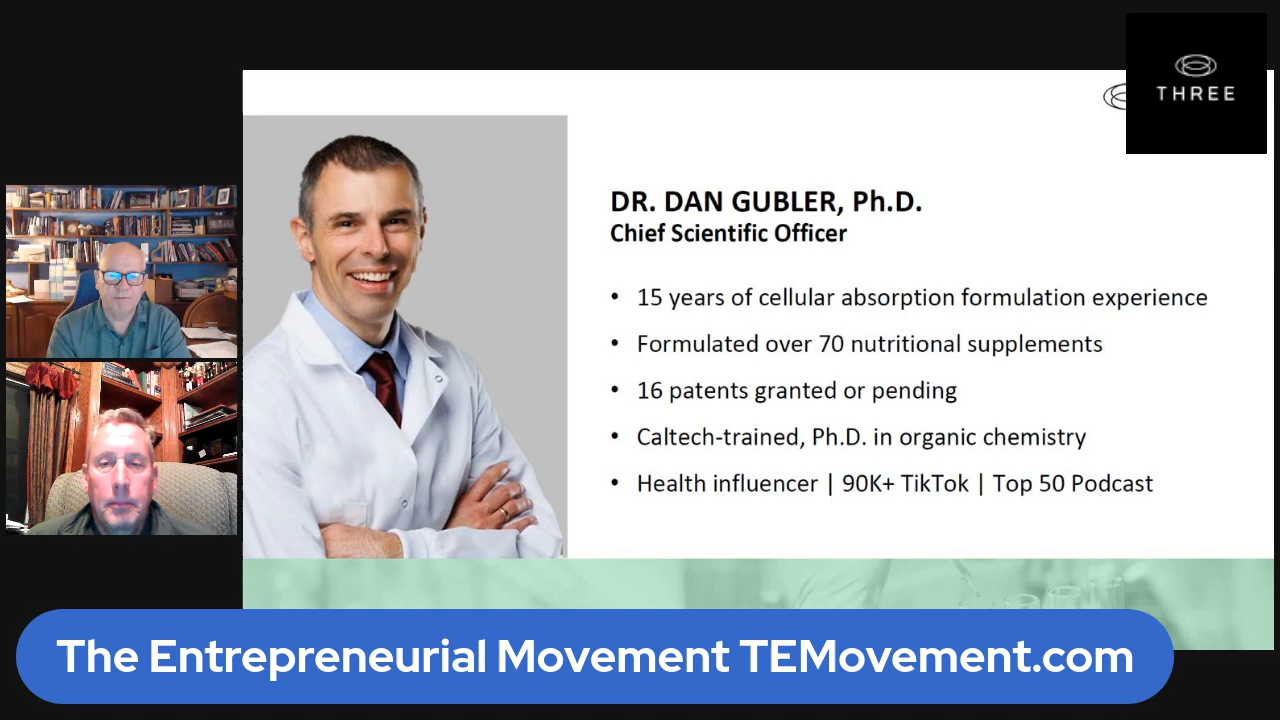 THREE
DR. DAN GUBLER, Ph.D.
Chief Scientific Officer
• 15 years of cellular absorption formulation experience
• Formulated over 70 nutritional supplements
• 16 patents granted or pending
• Caltech-trained, Ph.D. in organic chemistry
• Health influencer | 90K+ TikTok | Top 50 Podcast
The Entrepreneurial Movement TEMovement.com